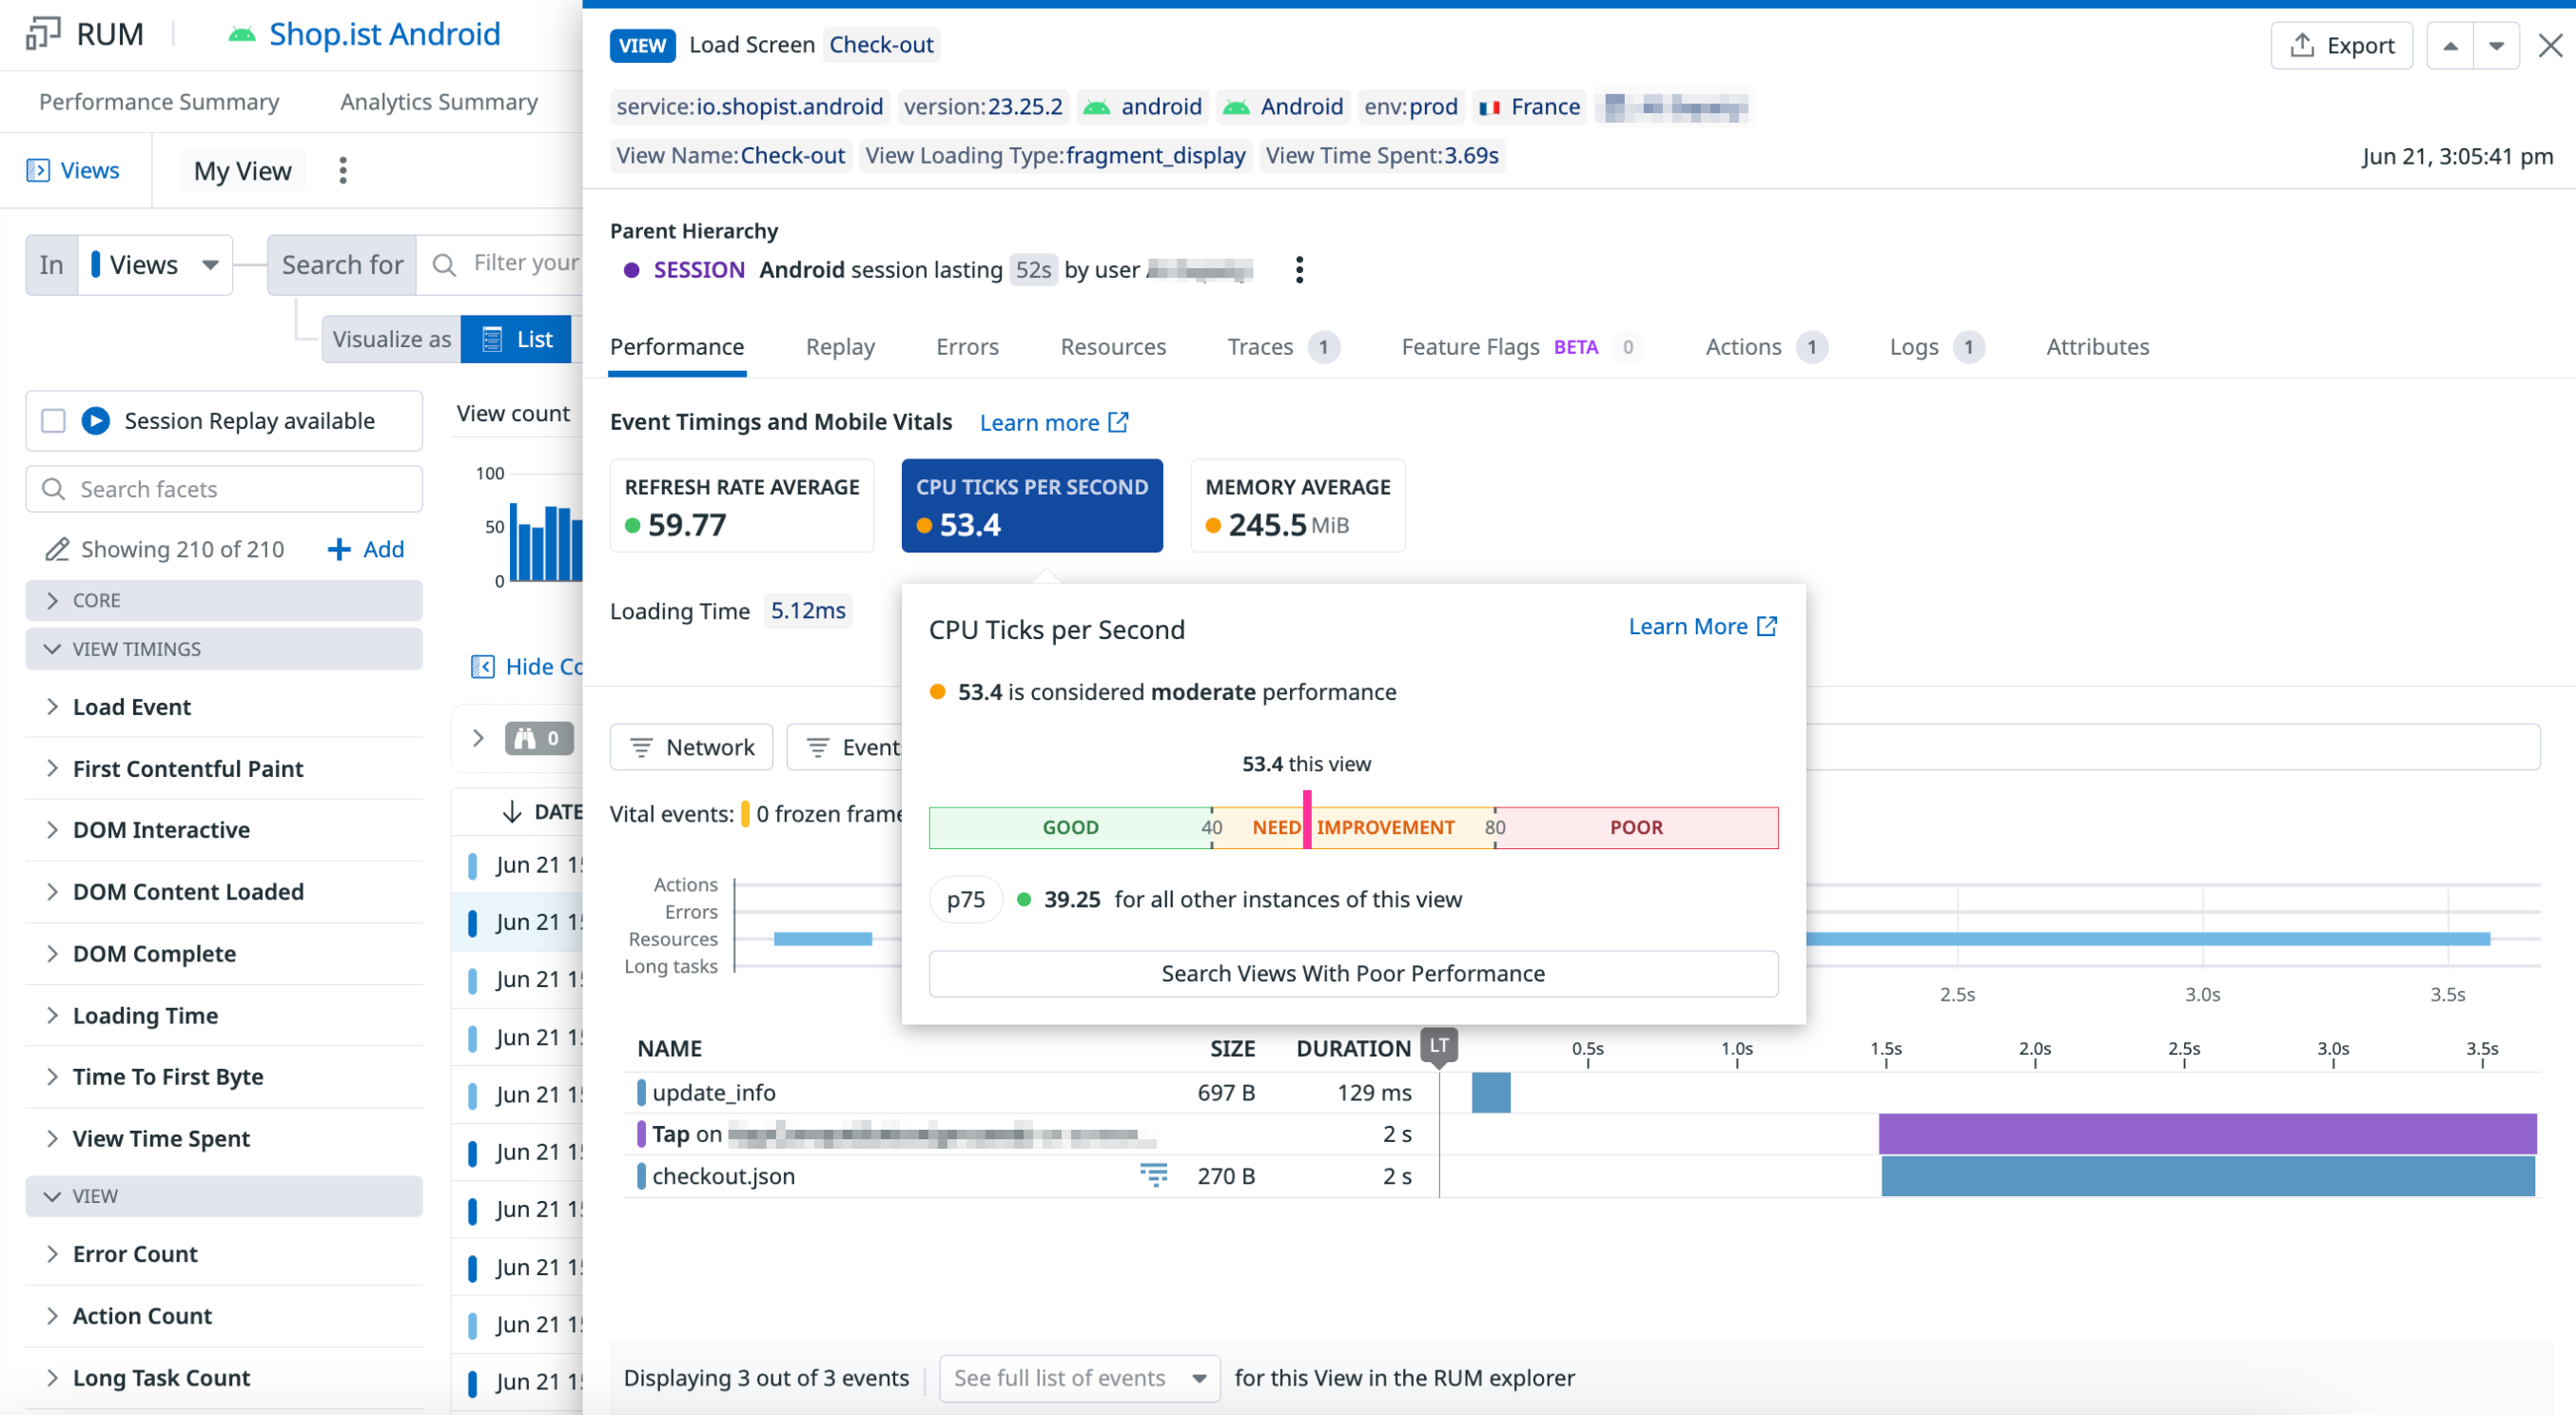 RUM
Shop.ist Android
Performance Summary
Analytics Summary
Views
My View
In
Views
Search for
Filter your
Visualize as
List
Session Replay available
Search facets
Showing 210 of 210
Add
CORE
VIEW TIMINGS
Load Event
First Contentful Paint
DOM Interactive
DOM Content Loaded
DOM Complete
Loading Time
Time To First Byte
View Time Spent
VIEW
Error Count
Action Count
Long Task Count
View count
100
50
0
Hide Co
0
DATE
Jun 21 15
Jun 21 15
Jun 21 15
Jun 21 15
Jun 21 15
Jun 21 15
Jun 21 15
Jun 21 15
Jun 21 15
Jun 21 15
VIEW Load Screen Check-out
Export
service:io.shopist.android version:23.25.2 android Android env:prod France
View Name:Check-out View Loading Type:fragment_display View Time Spent:3.69s
Jun 21, 3:05:41 pm
Parent Hierarchy
SESSION Android session lasting 52s by user
Performance
Replay
Errors
Resources
Traces 1
Feature Flags BETA 0
Actions 1
Logs 1
Attributes
Event Timings and Mobile Vitals
Learn more
REFRESH RATE AVERAGE
59.77
CPU TICKS PER SECOND
53.4
MEMORY AVERAGE
245.5 MiB
Loading Time 5.12ms
CPU Ticks per Second
Learn More
53.4 is considered moderate performance
53.4 this view
GOOD 40 NEED IMPROVEMENT 80 POOR
p75 39.25 for all other instances of this view
Search Views With Poor Performance
Network
Event
Vital events: 0 frozen frame
Actions
Errors
Resources
Long tasks
2.5s 3.0s 3.5s
NAME SIZE DURATION LT 0.5s 1.0s 1.5s 2.0s 2.5s 3.0s 3.5s
update_info 697 B 129 ms
Tap on 2 s
checkout.json 270 B 2 s
Displaying 3 out of 3 events
See full list of events
for this View in the RUM explorer